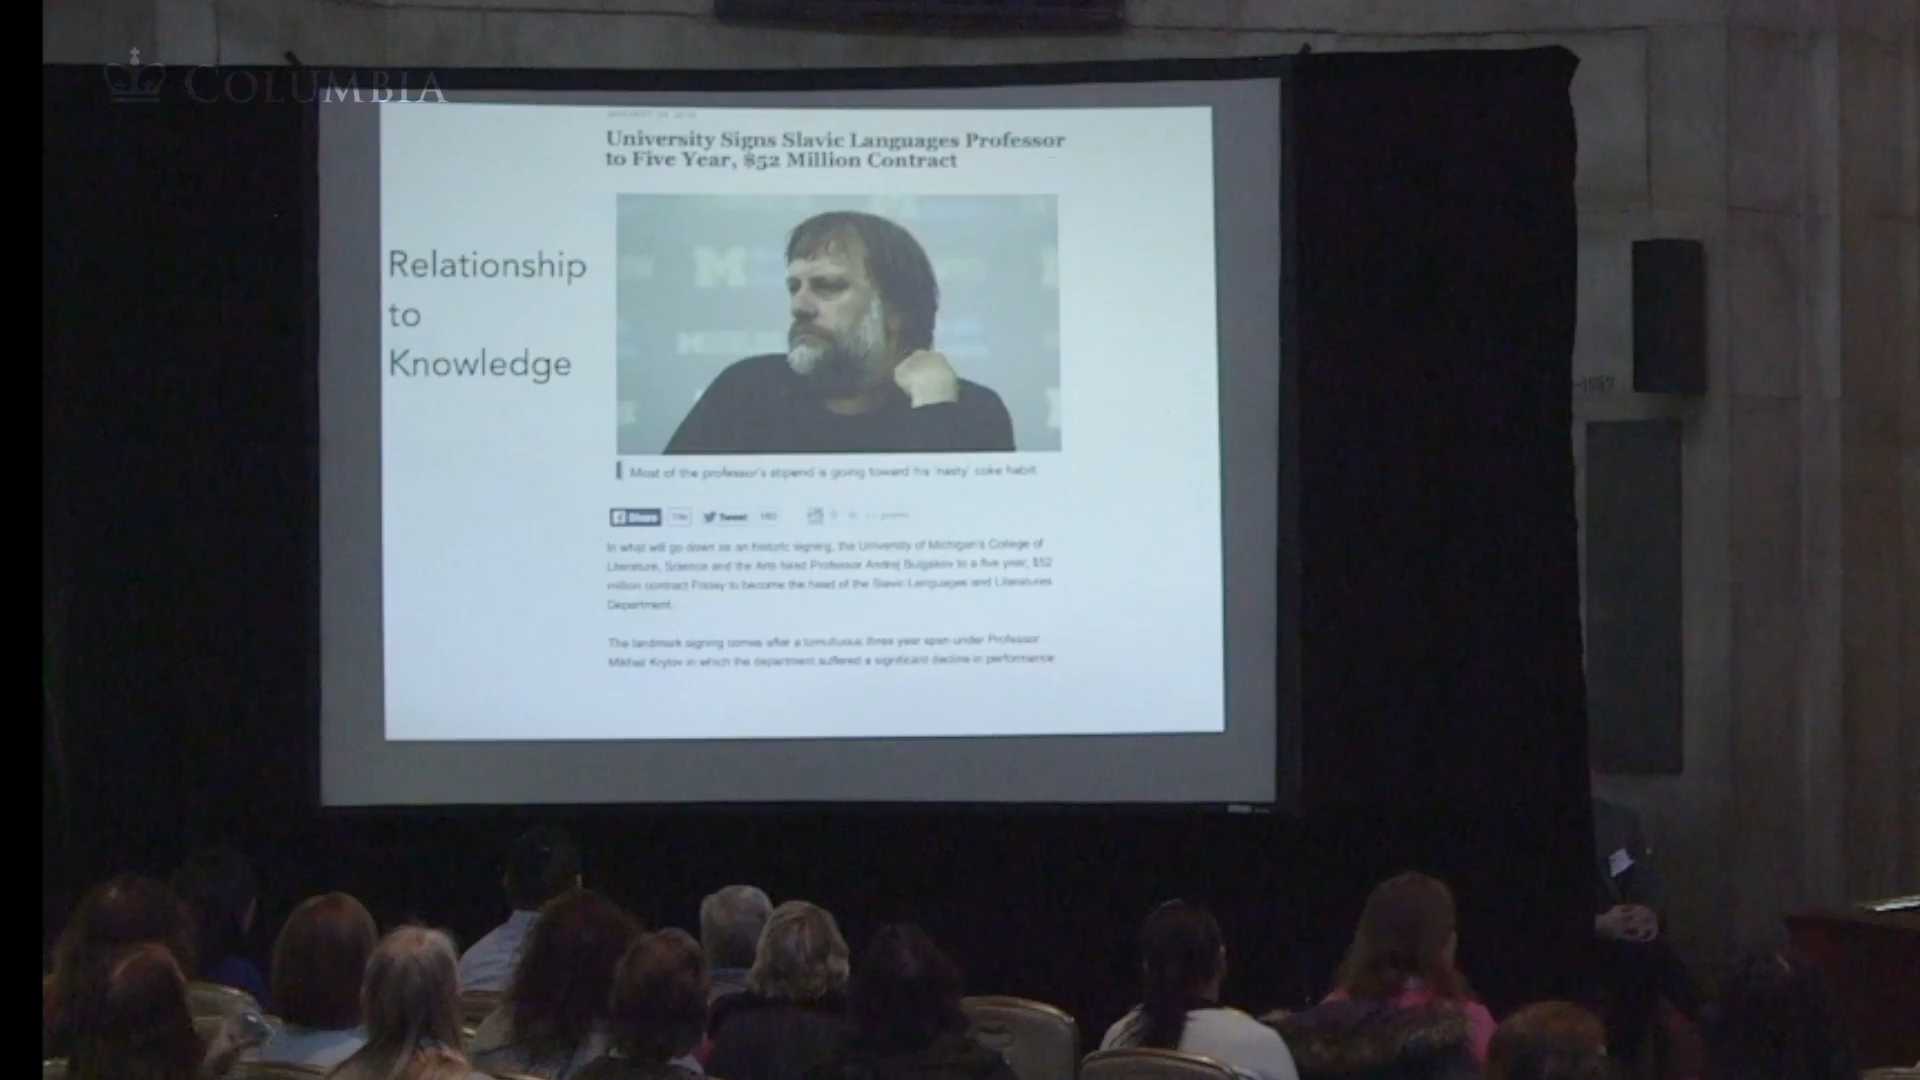 COLUMBIA
University Signs Slavic Languages Professor
to Five Year, $52 Million Contract
Relationship
to
Knowledge
M
Most of the professor's stipend is going toward his 'nasty' coke habit.
Share
Tweet
In what will go down as an historic signing, the University of Michigan's College of
Literature, Science and the Arts hired Professor Andrej Bulgakov to a five year, $52
million contract Friday to become the head of the Slavic Languages and Literatures
Department.
The landmark signing comes after a tumultuous three year span under Professor
Mikhail Krylov in which the department suffered a significant decline in performance